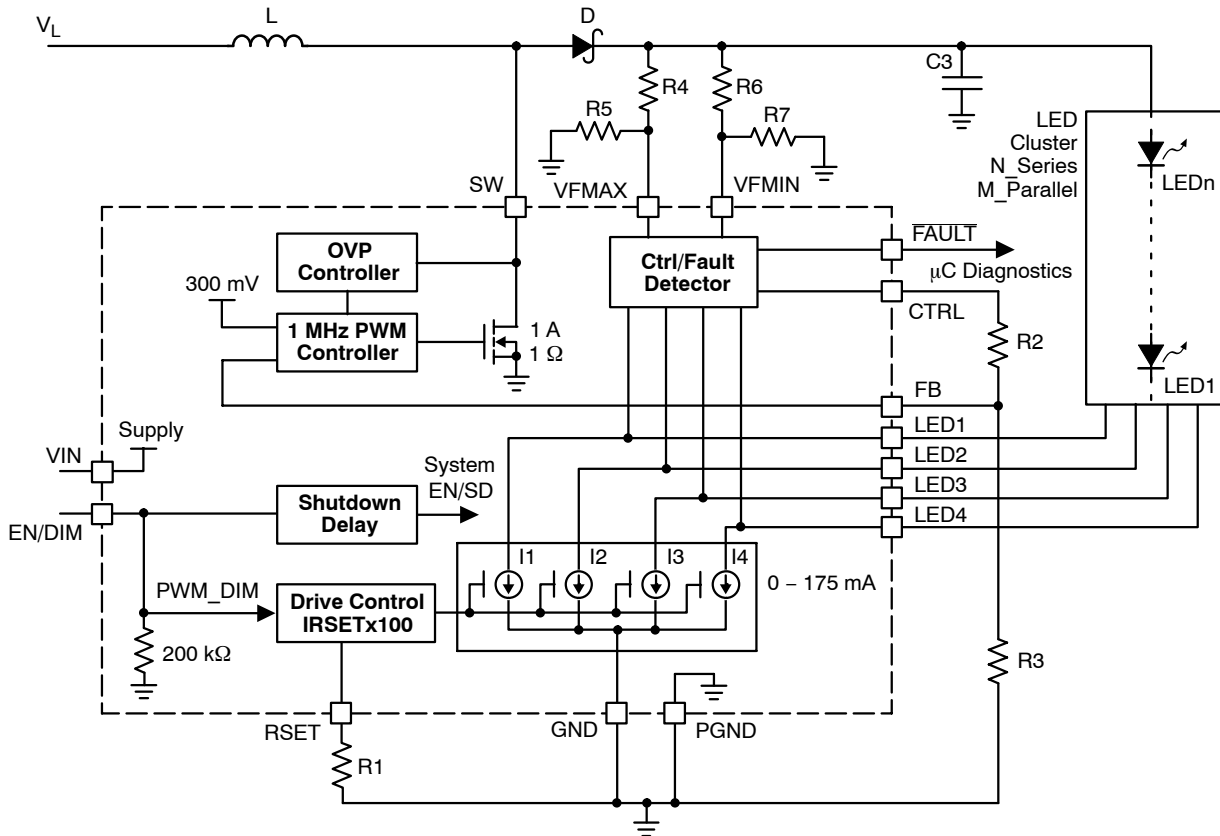 VL
L
D
C3
R4
R6
R5
R7
LED
Cluster
N_Series
M_Parallel
LEDn
LED1
SW
VFMAX
VFMIN
OVP
Controller
300 mV
1 MHz PWM
Controller
1 A
1 Ω
Ctrl/Fault
Detector
FAULT
μC Diagnostics
CTRL
R2
FB
LED1
LED2
LED3
LED4
VIN
Supply
EN/DIM
Shutdown
Delay
System
EN/SD
PWM_DIM
Drive Control
IRSETx100
I1
I2
I3
I4
0 – 175 mA
200 kΩ
R3
RSET
GND
PGND
R1